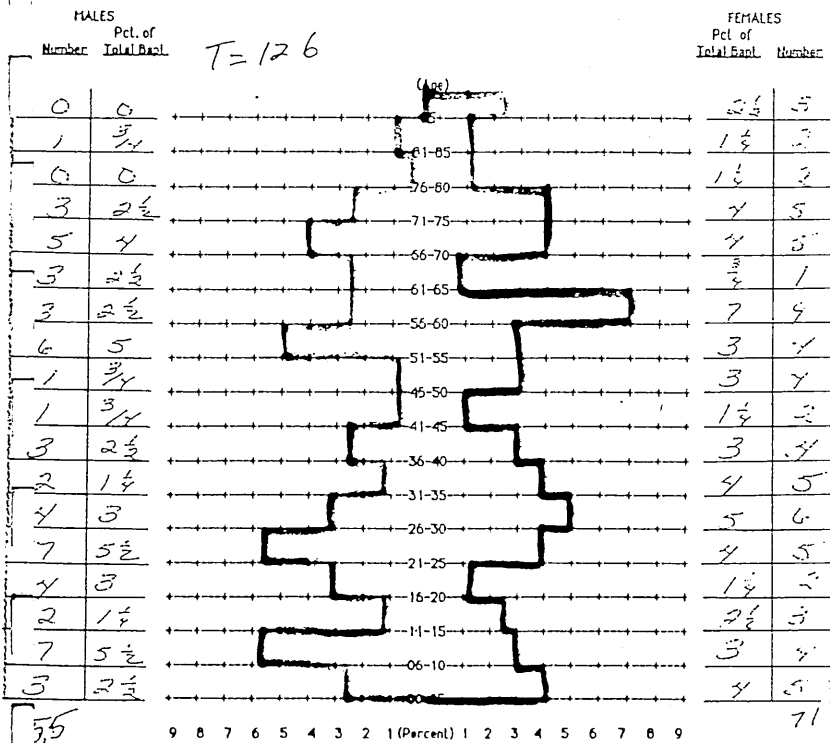 MALES FEMALES
Pct. of Pct of
Number Total Bapt. T=126 Total Bapt Number
(Age)
0 0 2½ 3
1 ¾ 1¼ 2
81-85
0 0 1¼ 2
76-80
3 2½ 4 5
71-75
5 4 4 5
66-70
3 2½ ¾ 1
61-65
3 2½ 7 9
56-60
6 5 3 4
51-55
1 ¾ 3 4
45-50
1 ¾ 1¼ 2
41-45
3 2½ 3 4
36-40
2 1¼ 4 5
31-35
4 3 5 6
26-30
7 5½ 4 5
21-25
4 3 1¼ 2
16-20
2 1¼ 2½ 3
11-15
7 5½ 3 4
06-10
3 2½ 4 5
55 71
9 8 7 6 5 4 3 2 1 (Percent) 1 2 3 4 5 6 7 8 9